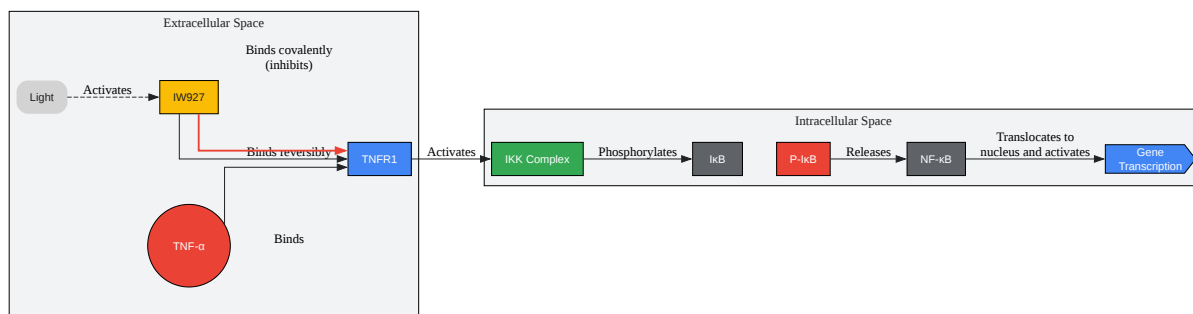 Extracellular Space
Binds covalently
(inhibits)
Light
Activates
IW927
Binds reversibly
TNFR1
TNF-α
Binds
Activates
Intracellular Space
IKK Complex
Phosphorylates
IκB
P-IκB
Releases
NF-κB
Translocates to
nucleus and activates
Gene
Transcription